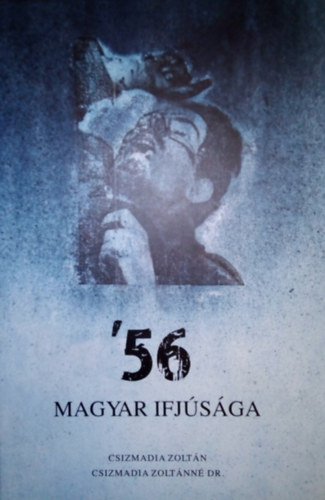 '56
MAGYAR IFJÚSÁGA
CSIZMADIA ZOLTÁN
CSIZMADIA ZOLTÁNNÉ DR.